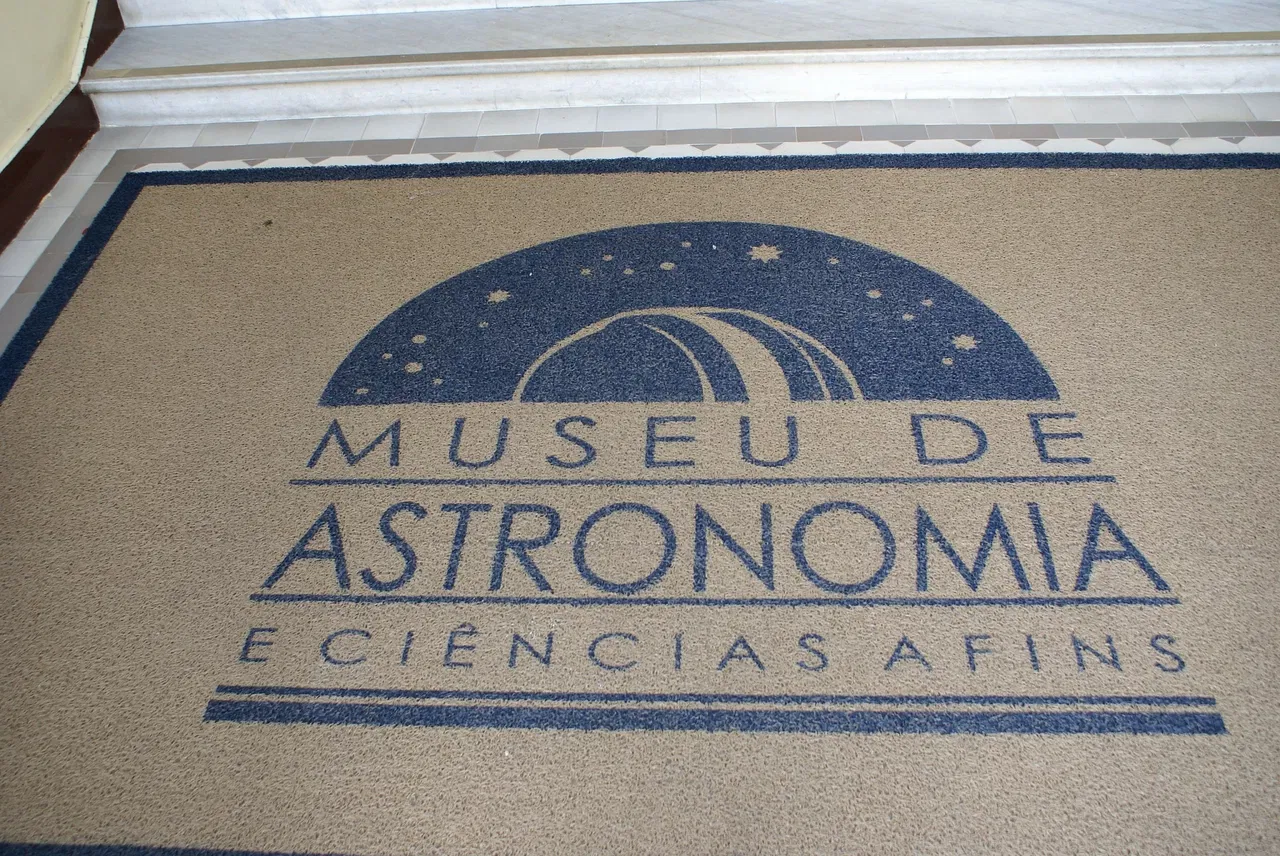 MUSEU DE
ASTRONOMIA
E CIÊNCIAS AFINS